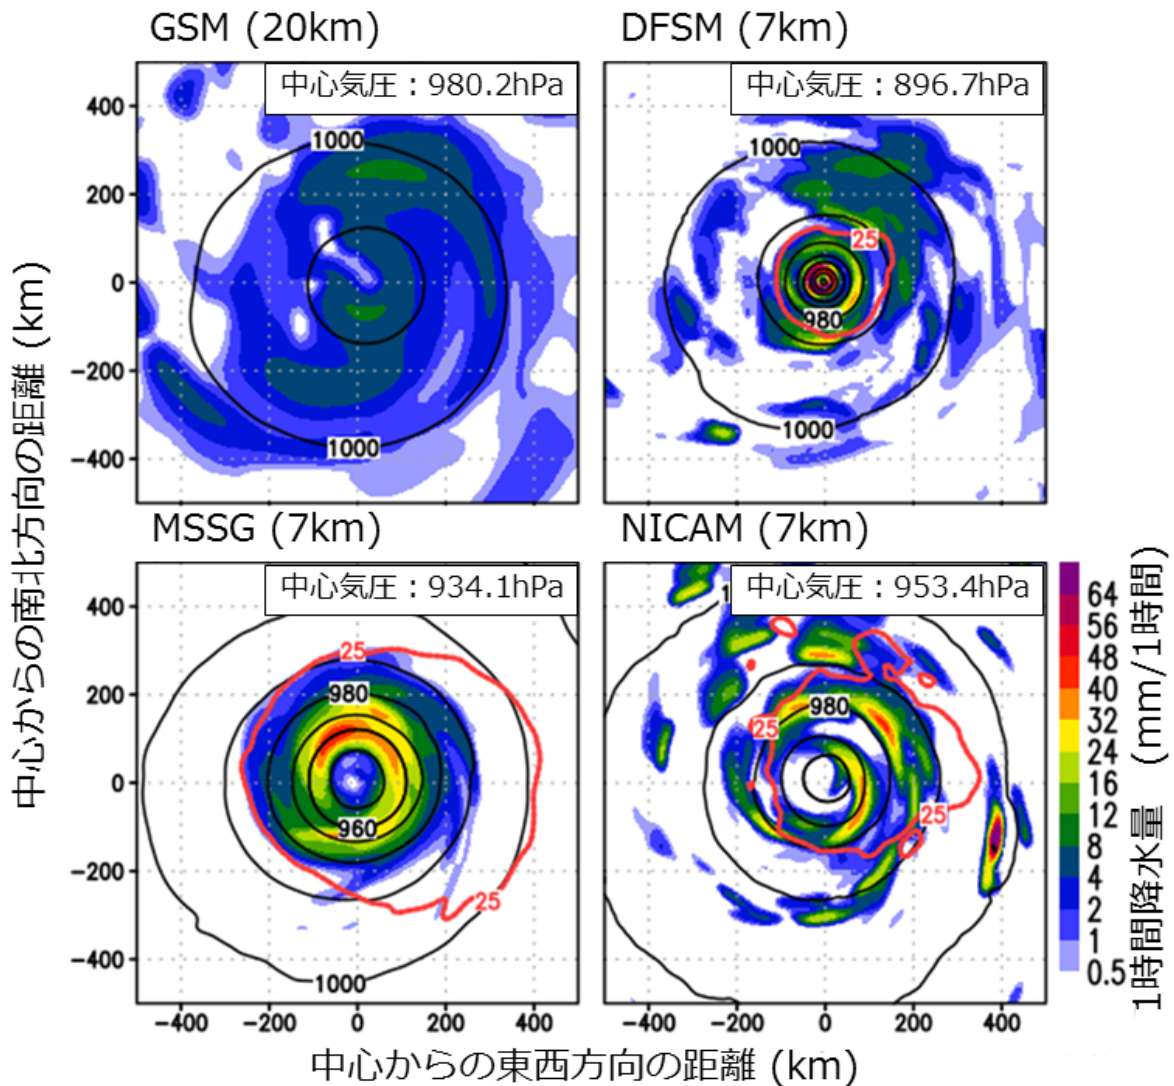 GSM (20km)
中心気圧：980.2hPa
400
200
0
−200
−400
1000
1000
DFSM (7km)
中心気圧：896.7hPa
1000
25
980
1000
中心からの南北方向の距離 (km)
MSSG (7km)
中心気圧：934.1hPa
400
200
0
−200
−400
25
980
960
25
1000
−400 −200 0 200 400
NICAM (7km)
中心気圧：953.4hPa
980
25
25
−400 −200 0 200 400
64
56
48
40
32
24
16
12
8
4
2
1
0.5
1時間降水量 (mm/1時間)
中心からの東西方向の距離 (km)